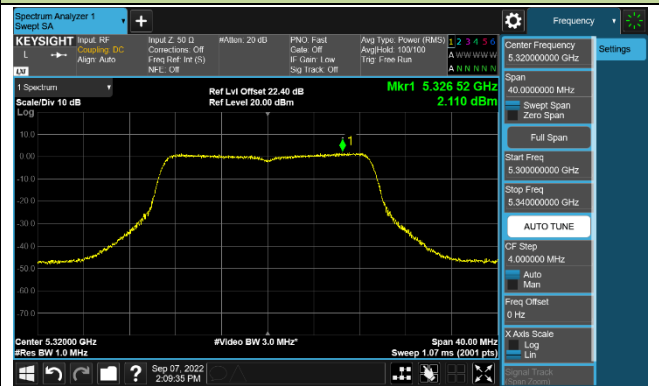 Spectrum Analyzer 1
Swept SA
Frequency
KEYSIGHT
Input: RF
Input Z: 50 Ω
#Atten: 20 dB
PNO: Fast
Avg Type: Power (RMS)
1 2 3 4 5 6
L
Coupling: DC
Corrections: Off
Gate: Off
Avg|Hold: 100/100
A W W W W W
Align: Auto
Freq Ref: Int (S)
IF Gain: Low
Trig: Free Run
NFE: Off
Sig Track: Off
A N N N N N
LXI
1 Spectrum
Ref Lvl Offset 22.40 dB
Mkr1 5.326 52 GHz
Scale/Div 10 dB
Ref Level 20.00 dBm
2.110 dBm
Log
1
10.0
0.00
-10.0
-20.0
-30.0
-40.0
-50.0
-60.0
-70.0
Center 5.32000 GHz
#Video BW 3.0 MHz*
Span 40.00 MHz
#Res BW 1.0 MHz
Sweep 1.07 ms (2001 pts)
?
Sep 07, 2022
2:09:35 PM
Center Frequency
5.320000000 GHz
Settings
Span
40.0000000 MHz
Swept Span
Zero Span
Full Span
Start Freq
5.300000000 GHz
Stop Freq
5.340000000 GHz
AUTO TUNE
CF Step
4.000000 MHz
Auto
Man
Freq Offset
0 Hz
X Axis Scale
Log
Lin
Signal Track
(Span Zoom)